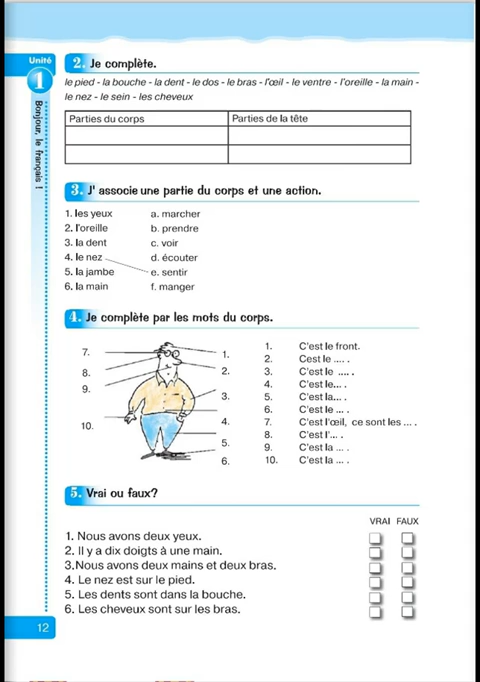 Unité
1
Bonjour, le français !
2. Je complète.
le pied - la bouche - la dent - le dos - le bras - l'œil - le ventre - l'oreille - la main -
le nez - le sein - les cheveux
Parties du corps Parties de la tête
3. J' associe une partie du corps et une action.
1. les yeux a. marcher
2. l'oreille b. prendre
3. la dent c. voir
4. le nez d. écouter
5. la jambe e. sentir
6. la main f. manger
4. Je complète par les mots du corps.
7.
8.
9.
10.
1.
2.
3.
4.
5.
6.
1. C'est le front.
2. Cest le .... .
3. C'est le ..... .
4. C'est le... .
5. C'est la... .
6. C'est le ... .
7. C'est l'œil, ce sont les ... .
8. C'est l'... .
9. C'est la ... .
10. C'est la ... .
5. Vrai ou faux?
VRAI FAUX
1. Nous avons deux yeux.
2. Il y a dix doigts à une main.
3.Nous avons deux mains et deux bras.
4. Le nez est sur le pied.
5. Les dents sont dans la bouche.
6. Les cheveux sont sur les bras.
12